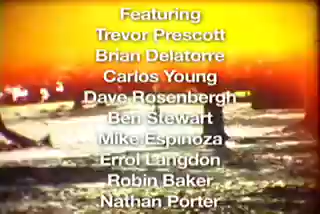 Featuring
Trevor Prescott
Brian Delatorre
Carlos Young
Dave Rosenbergh
Ben Stewart
Mike Espinoza
Errol Langdon
Robin Baker
Nathan Porter